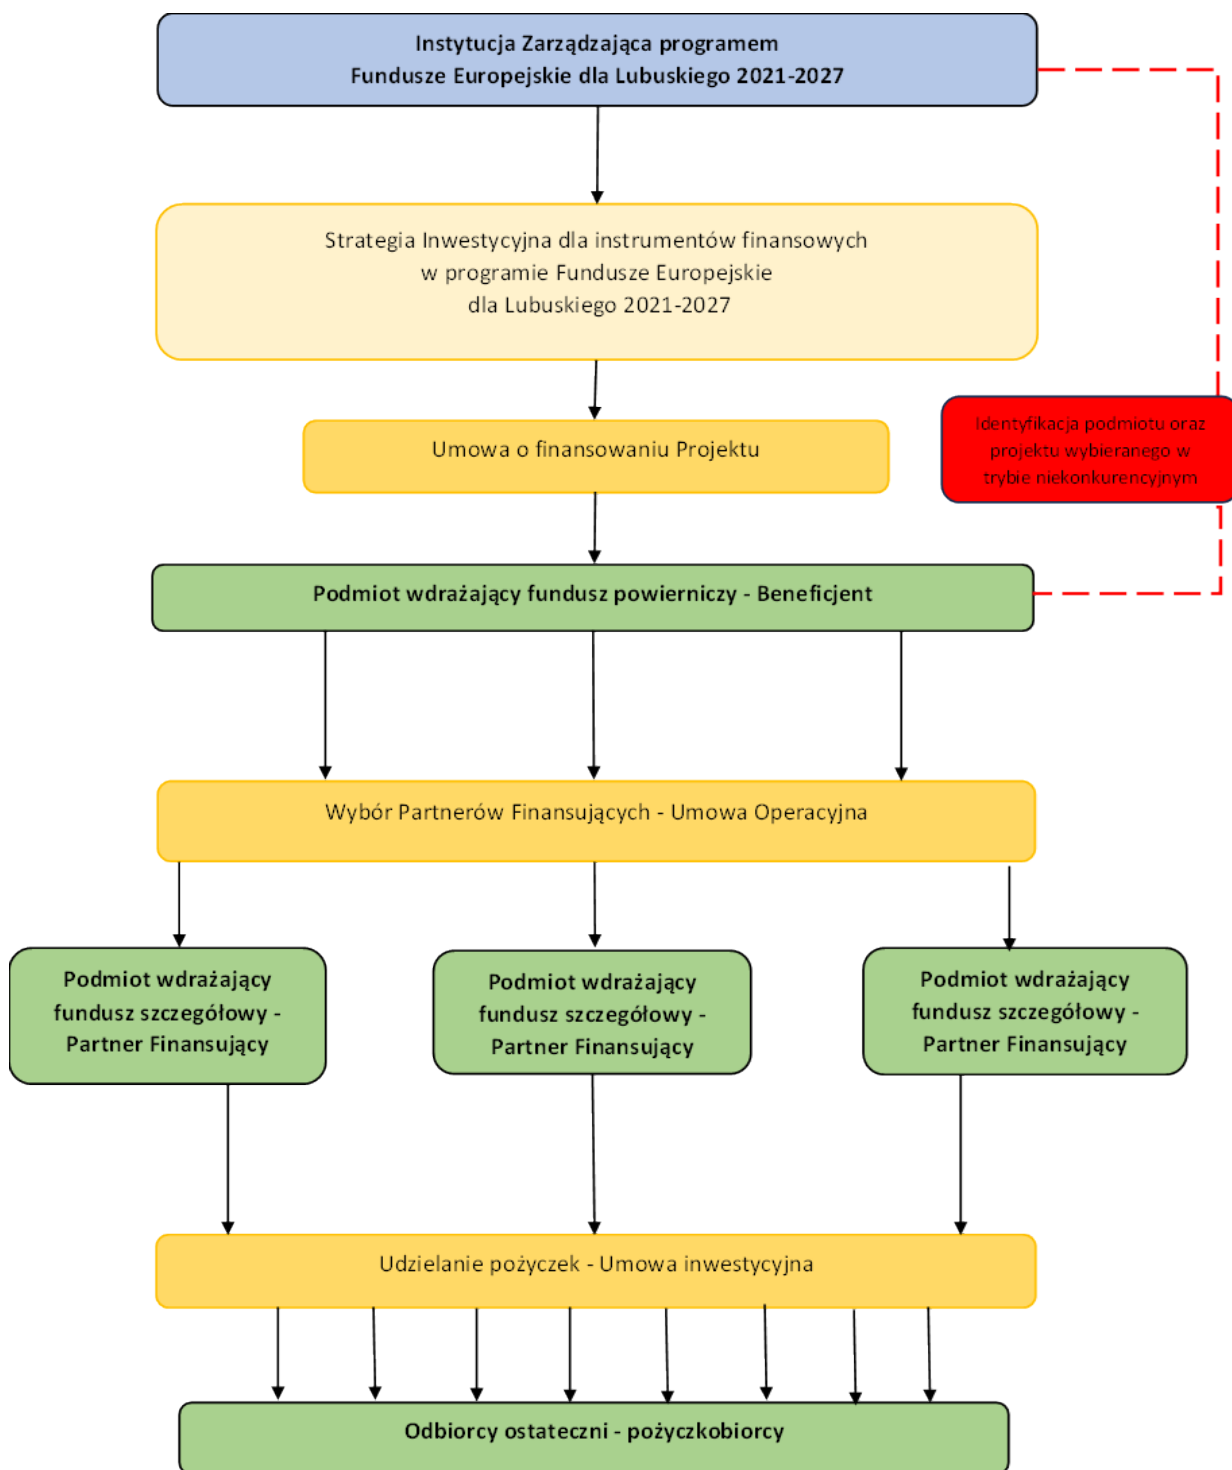 Instytucja Zarządzająca programem
Fundusze Europejskie dla Lubuskiego 2021-2027
Strategia Inwestycyjna dla instrumentów finansowych
w programie Fundusze Europejskie
dla Lubuskiego 2021-2027
Identyfikacja podmiotu oraz
projektu wybieranego w
trybie niekonkurencyjnym
Umowa o finansowaniu Projektu
Podmiot wdrażający fundusz powierniczy - Beneficjent
Wybór Partnerów Finansujących - Umowa Operacyjna
Podmiot wdrażający
fundusz szczegółowy -
Partner Finansujący
Podmiot wdrażający
fundusz szczegółowy -
Partner Finansujący
Podmiot wdrażający
fundusz szczegółowy -
Partner Finansujący
Udzielanie pożyczek - Umowa inwestycyjna
Odbiorcy ostateczni - pożyczkobiorcy